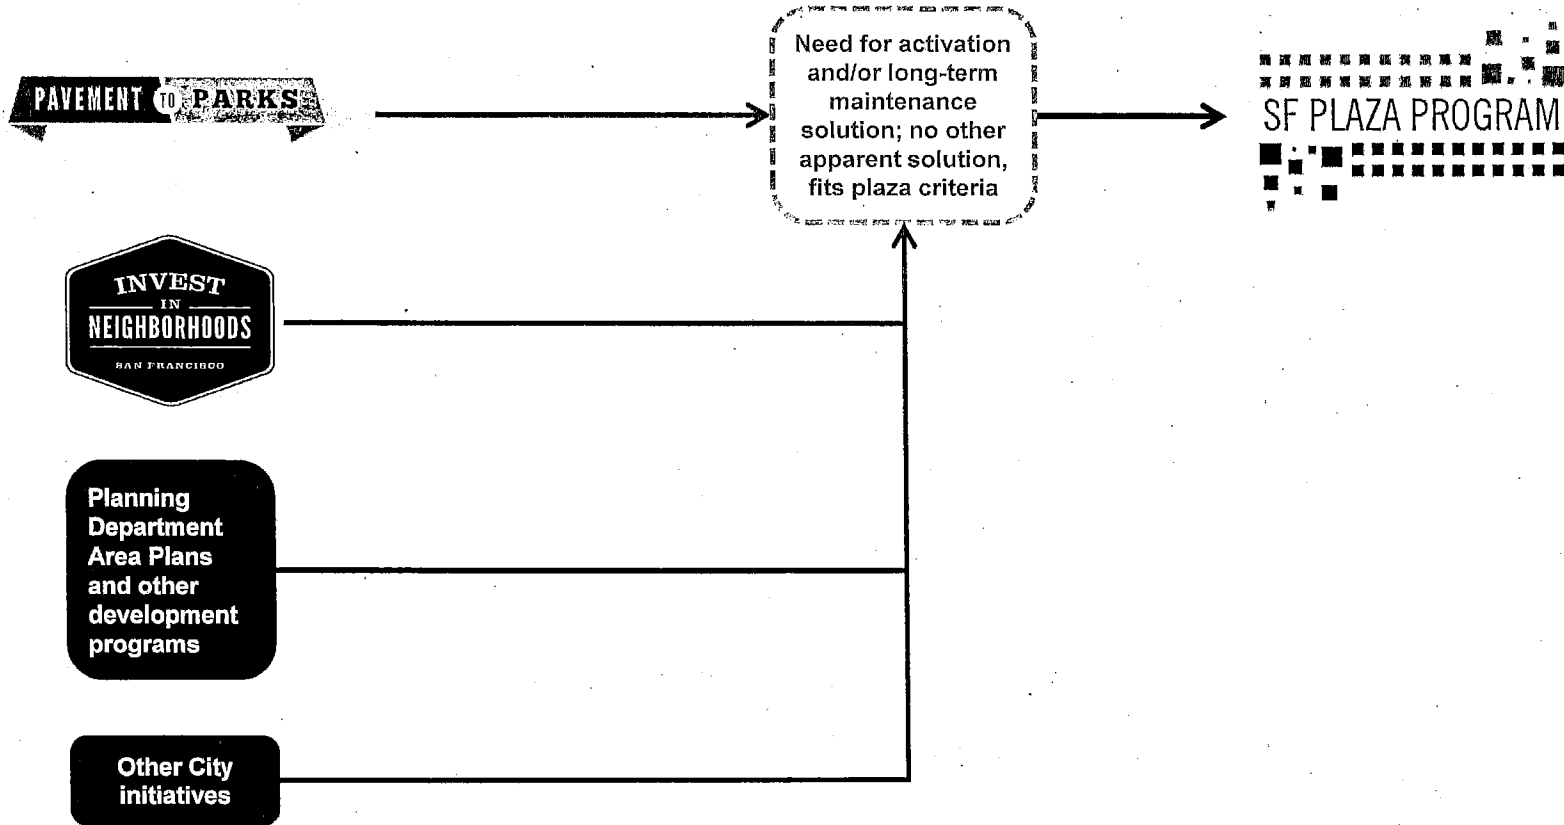 PAVEMENT TO PARKS
Need for activation
and/or long-term
maintenance
solution; no other
apparent solution,
fits plaza criteria
SF PLAZA PROGRAM
INVEST
IN
NEIGHBORHOODS
SAN FRANCISCO
Planning
Department
Area Plans
and other
development
programs
Other City
initiatives